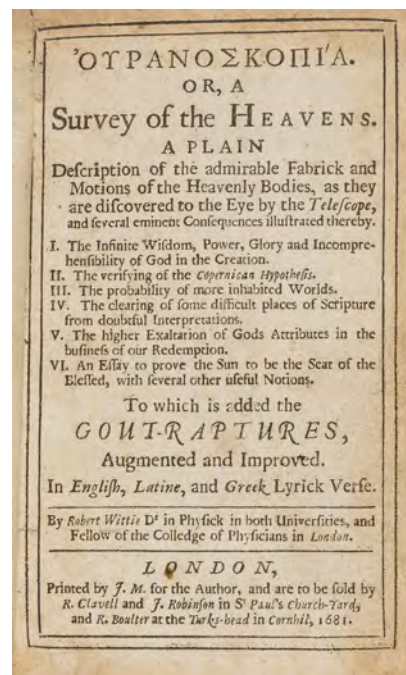 ʼΟΥΡΑΝΟΣΚΟΠΙʹΑ.
OR, A
Survey of the HEAVENS.
A PLAIN
Deſcription of the admirable Fabrick and
Motions of the Heavenly Bodies, as they
are diſcovered to the Eye by the Teleſcope,
and ſeveral eminent Conſequences illuſtrated thereby.
I. The Infinite Wiſdom, Power, Glory and Incompre-
henſibility of God in the Creation.
II. The verifying of the Copernican Hypotheſis.
III. The probability of more inhabited Worlds.
IV. The clearing of ſome difficult places of Scripture
from doubtful Interpretations.
V. The higher Exaltation of Gods Attributes in the
buſineſs of our Redemption.
VI. An Eſſay to prove the Sun to be the Seat of the
Bleſſed, with ſeveral other uſeful Notions.
To which is added the
GOUT-RAPTURES,
Augmented and Improved.
In Engliſh, Latine, and Greek Lyrick Verſe.
By Robert Wittie Dr in Phyſick in both Univerſities, and
Fellow of the Colledge of Phyſicians in London.
LONDON,
Printed by J. M. for the Author, and are to be ſold by
R. Clavell and J. Robinſon in St Paul's Church-Yard,
and R. Boulter at the Turks-head in Cornhil, 1681.